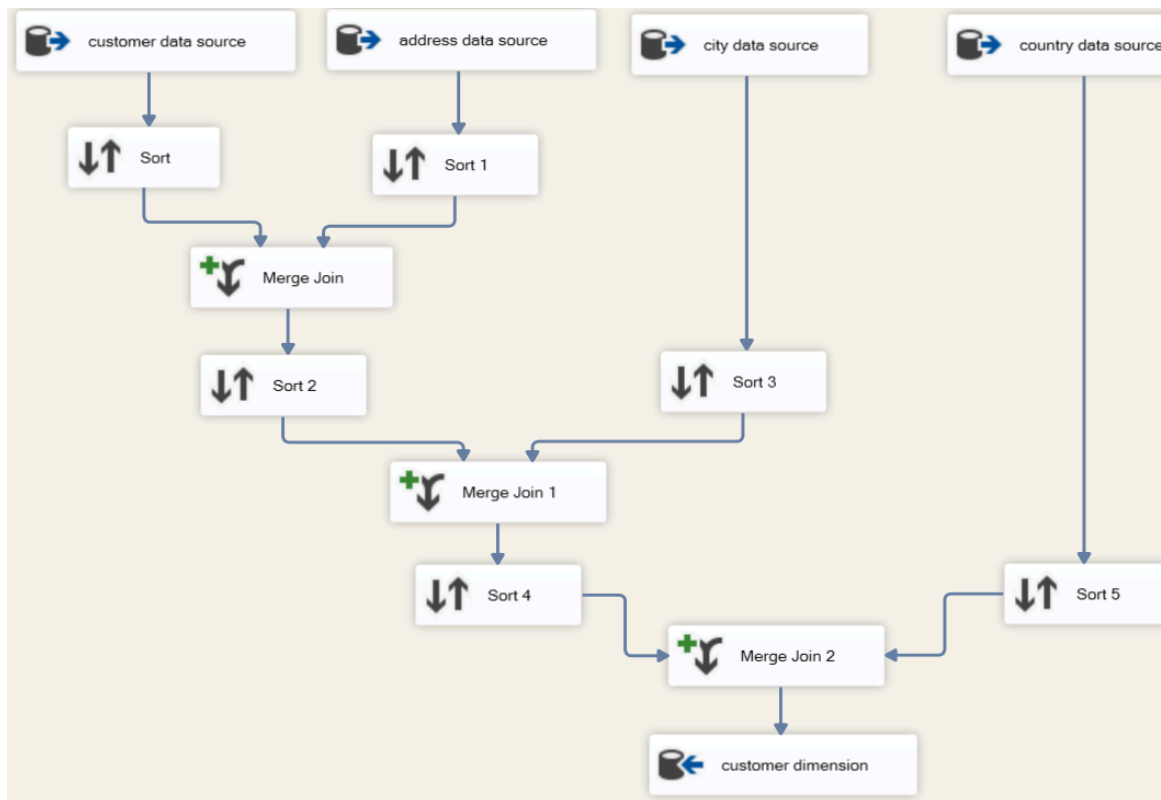 customer data source
address data source
city data source
country data source
Sort
Sort 1
Merge Join
Sort 2
Sort 3
Merge Join 1
Sort 4
Sort 5
Merge Join 2
customer dimension